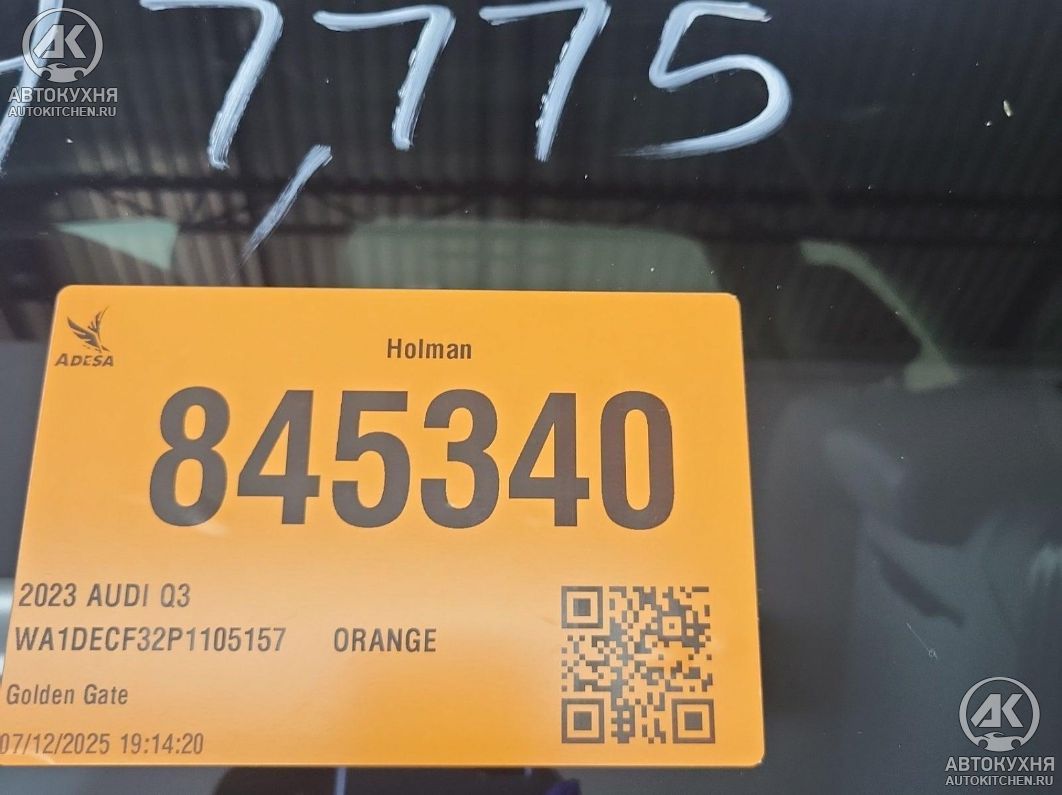 7,775
АВТОКУХНЯ
AUTOKITCHEN.RU
ADESA
Holman
845340
2023 AUDI Q3
WA1DECF32P1105157 ORANGE
Golden Gate
07/12/2025 19:14:20
АВТОКУХНЯ
AUTOKITCHEN.RU